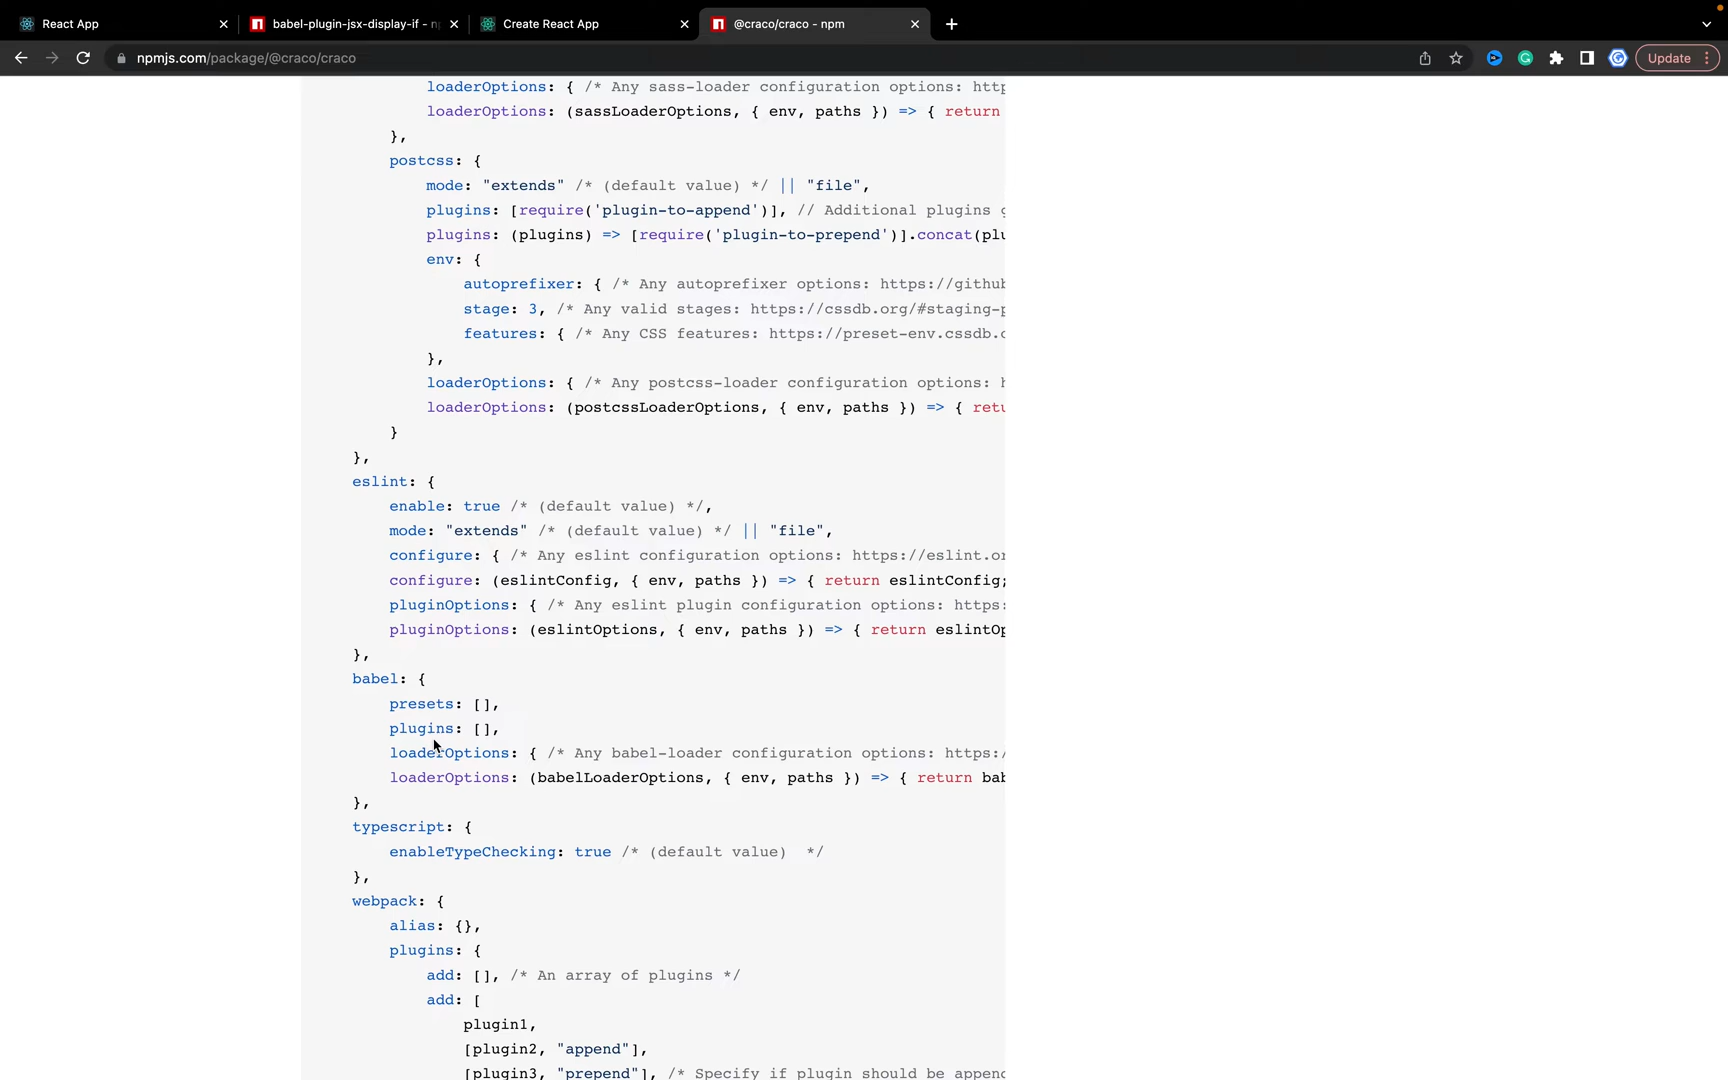 React App
babel-plugin-jsx-display-if - n
Create React App
@craco/craco - npm
npmjs.com/package/@craco/craco
Update
loaderOptions: { /* Any sass-loader configuration options: http
loaderOptions: (sassLoaderOptions, { env, paths }) => { return
},
postcss: {
mode: "extends" /* (default value) */ || "file",
plugins: [require('plugin-to-append')], // Additional plugins g
plugins: (plugins) => [require('plugin-to-prepend')].concat(plu
env: {
autoprefixer: { /* Any autoprefixer options: https://github
stage: 3, /* Any valid stages: https://cssdb.org/#staging-p
features: { /* Any CSS features: https://preset-env.cssdb.o
},
loaderOptions: { /* Any postcss-loader configuration options: h
loaderOptions: (postcssLoaderOptions, { env, paths }) => { retu
}
},
eslint: {
enable: true /* (default value) */,
mode: "extends" /* (default value) */ || "file",
configure: { /* Any eslint configuration options: https://eslint.or
configure: (eslintConfig, { env, paths }) => { return eslintConfig;
pluginOptions: { /* Any eslint plugin configuration options: https:
pluginOptions: (eslintOptions, { env, paths }) => { return eslintOp
},
babel: {
presets: [],
plugins: [],
loaderOptions: { /* Any babel-loader configuration options: https:/
loaderOptions: (babelLoaderOptions, { env, paths }) => { return bab
},
typescript: {
enableTypeChecking: true /* (default value)  */
},
webpack: {
alias: {},
plugins: {
add: [], /* An array of plugins */
add: [
plugin1,
[plugin2, "append"],
[plugin3, "prepend"], /* Specify if plugin should be appen